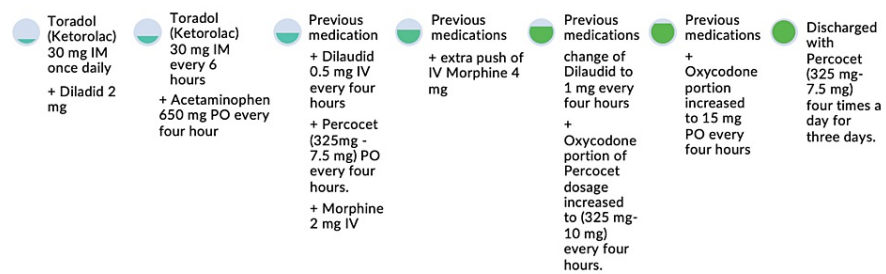 Toradol
(Ketorolac)
30 mg IM
once daily
+ Diladid 2
mg
Toradol
(Ketorolac)
30 mg IM
every 6
hours
+ Acetaminophen
650 mg PO every
four hour
Previous
medication
+ Dilaudid
0.5 mg IV
every four
hours
+ Percocet
(325mg -
7.5 mg) PO
every four
hours.
+ Morphine
2 mg IV
Previous
medications
+ extra push of
IV Morphine 4
mg
Previous
medications
change of
Dilaudid to
1 mg every
four hours
+
Oxycodone
portion of
Percocet
dosage
increased
to (325 mg-
10 mg)
every four
hours.
Previous
medications
+
Oxycodone
portion
increased
to 15 mg
PO every
four hours
Discharged
with
Percocet
(325 mg-
7.5 mg)
four times a
day for
three days.